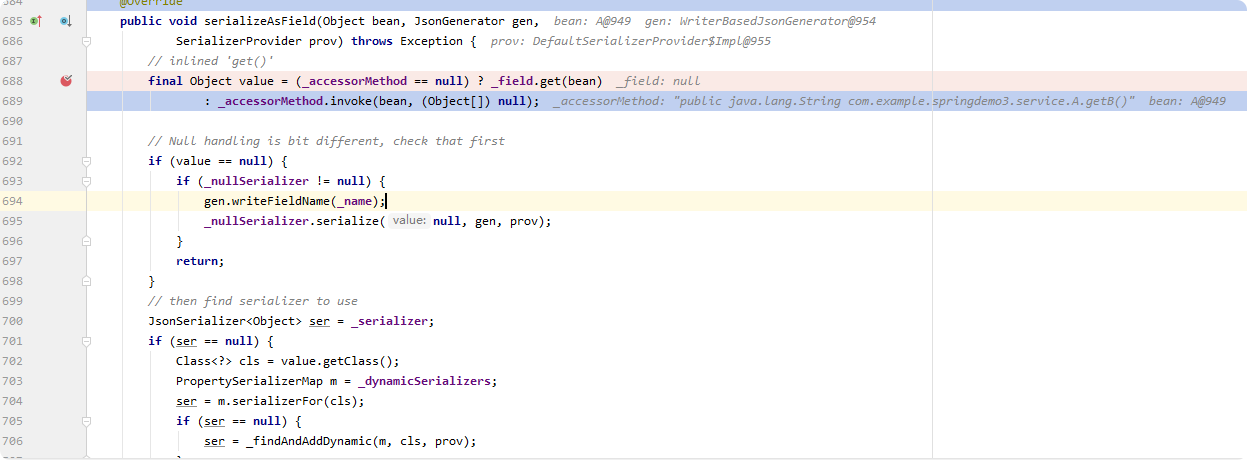 684 @Override
685 public void serializeAsField(Object bean, JsonGenerator gen, bean: A@949 gen: WriterBasedJsonGenerator@954
686 SerializerProvider prov) throws Exception { prov: DefaultSerializerProvider$Impl@955
687 // inlined 'get()'
688 final Object value = (_accessorMethod == null) ? _field.get(bean) _field: null
689 : _accessorMethod.invoke(bean, (Object[]) null); _accessorMethod: "public java.lang.String com.example.springdemo3.service.A.getB()" bean: A@949
690
691 // Null handling is bit different, check that first
692 if (value == null) {
693 if (_nullSerializer != null) {
694 gen.writeFieldName(_name);
695 _nullSerializer.serialize( value: null, gen, prov);
696 }
697 return;
698 }
699 // then find serializer to use
700 JsonSerializer<Object> ser = _serializer;
701 if (ser == null) {
702 Class<?> cls = value.getClass();
703 PropertySerializerMap m = _dynamicSerializers;
704 ser = m.serializerFor(cls);
705 if (ser == null) {
706 ser = _findAndAddDynamic(m, cls, prov);